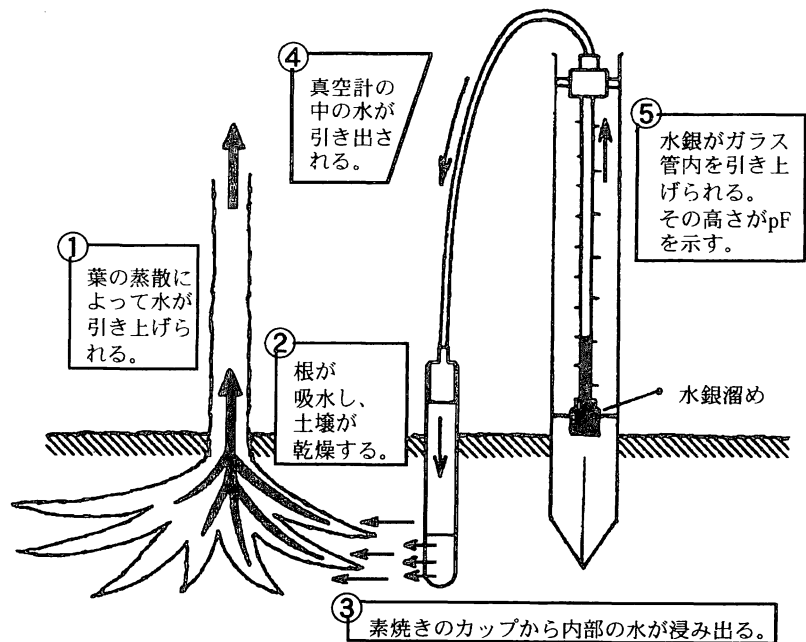 ①
葉の蒸散に
よって水が
引き上げら
れる。
②
根が
吸水し、
土壌が
乾燥する。
③
素焼きのカップから内部の水が浸み出る。
④
真空計の
中の水が
引き出さ
れる。
⑤
水銀がガラス
管内を引き上
げられる。
その高さがpF
を示す。
水銀溜め